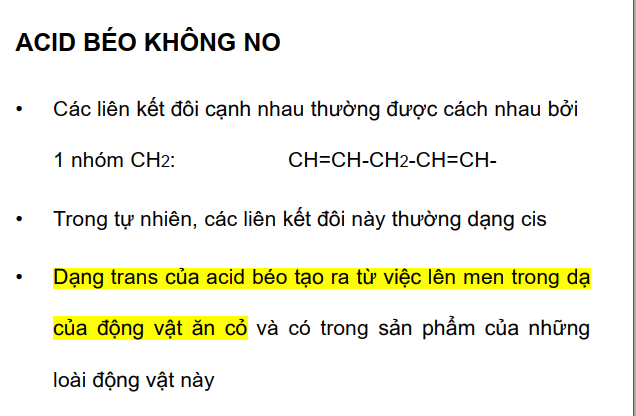 ACID BÉO KHÔNG NO
• Các liên kết đôi cạnh nhau thường được cách nhau bởi
1 nhóm CH2: CH=CH-CH2-CH=CH-
• Trong tự nhiên, các liên kết đôi này thường dạng cis
• Dạng trans của acid béo tạo ra từ việc lên men trong dạ
của động vật ăn cỏ và có trong sản phẩm của những
loài động vật này